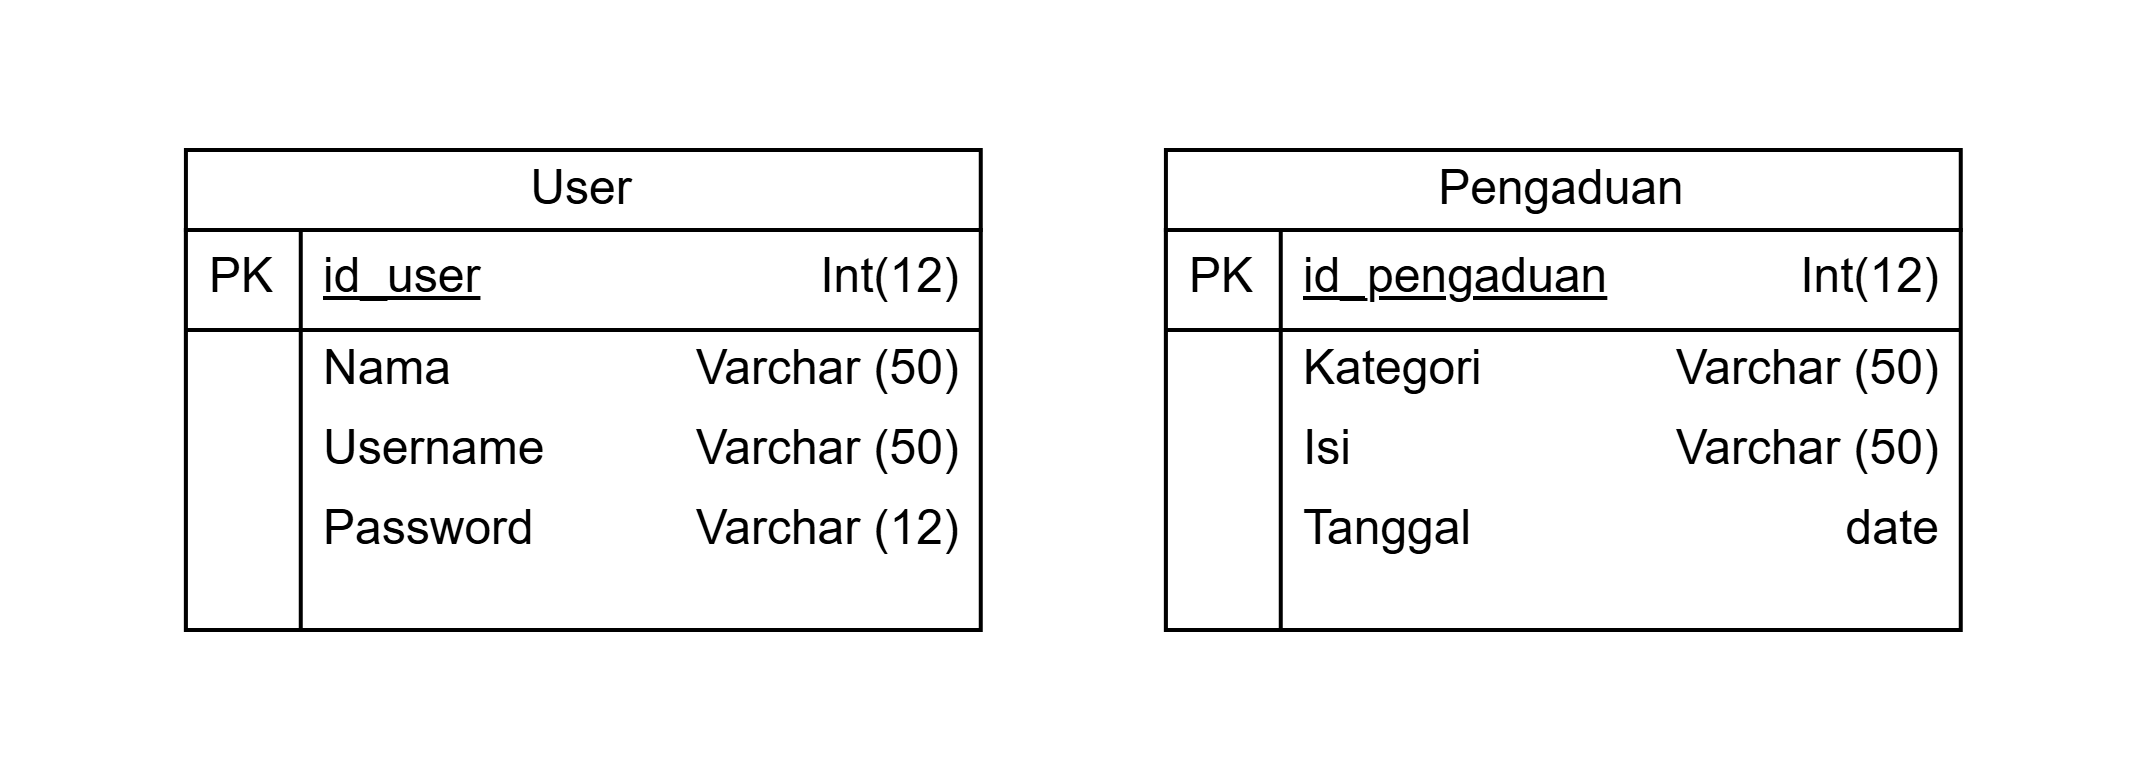 User
PK id_user Int(12)
Nama Varchar (50)
Username Varchar (50)
Password Varchar (12)
Pengaduan
PK id_pengaduan Int(12)
Kategori Varchar (50)
Isi Varchar (50)
Tanggal date